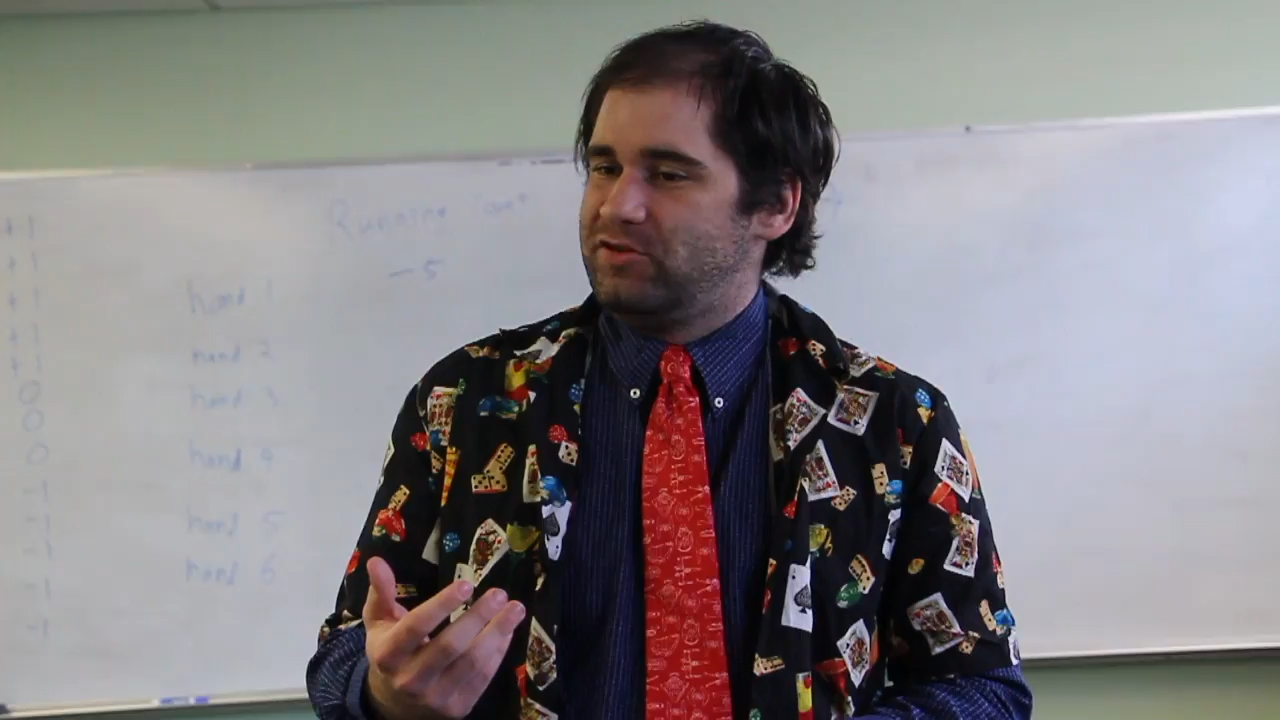 Running Count
-5
+1
+1
+1
+1
+1
0
0
0
-1
-1
-1
-1
-1
hand 1
hand 2
hand 3
hand 4
hand 5
hand 6